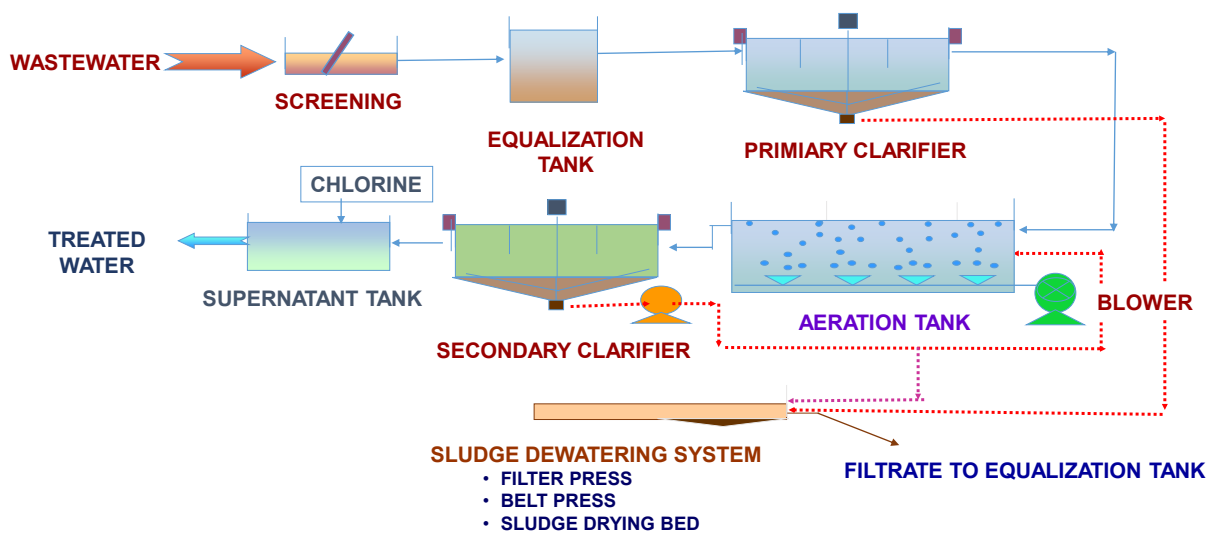 WASTEWATER
SCREENING
EQUALIZATION
TANK
PRIMIARY CLARIFIER
CHLORINE
TREATED
WATER
SUPERNATANT TANK
SECONDARY CLARIFIER
AERATION TANK
BLOWER
SLUDGE DEWATERING SYSTEM
• FILTER PRESS
• BELT PRESS
• SLUDGE DRYING BED
FILTRATE TO EQUALIZATION TANK